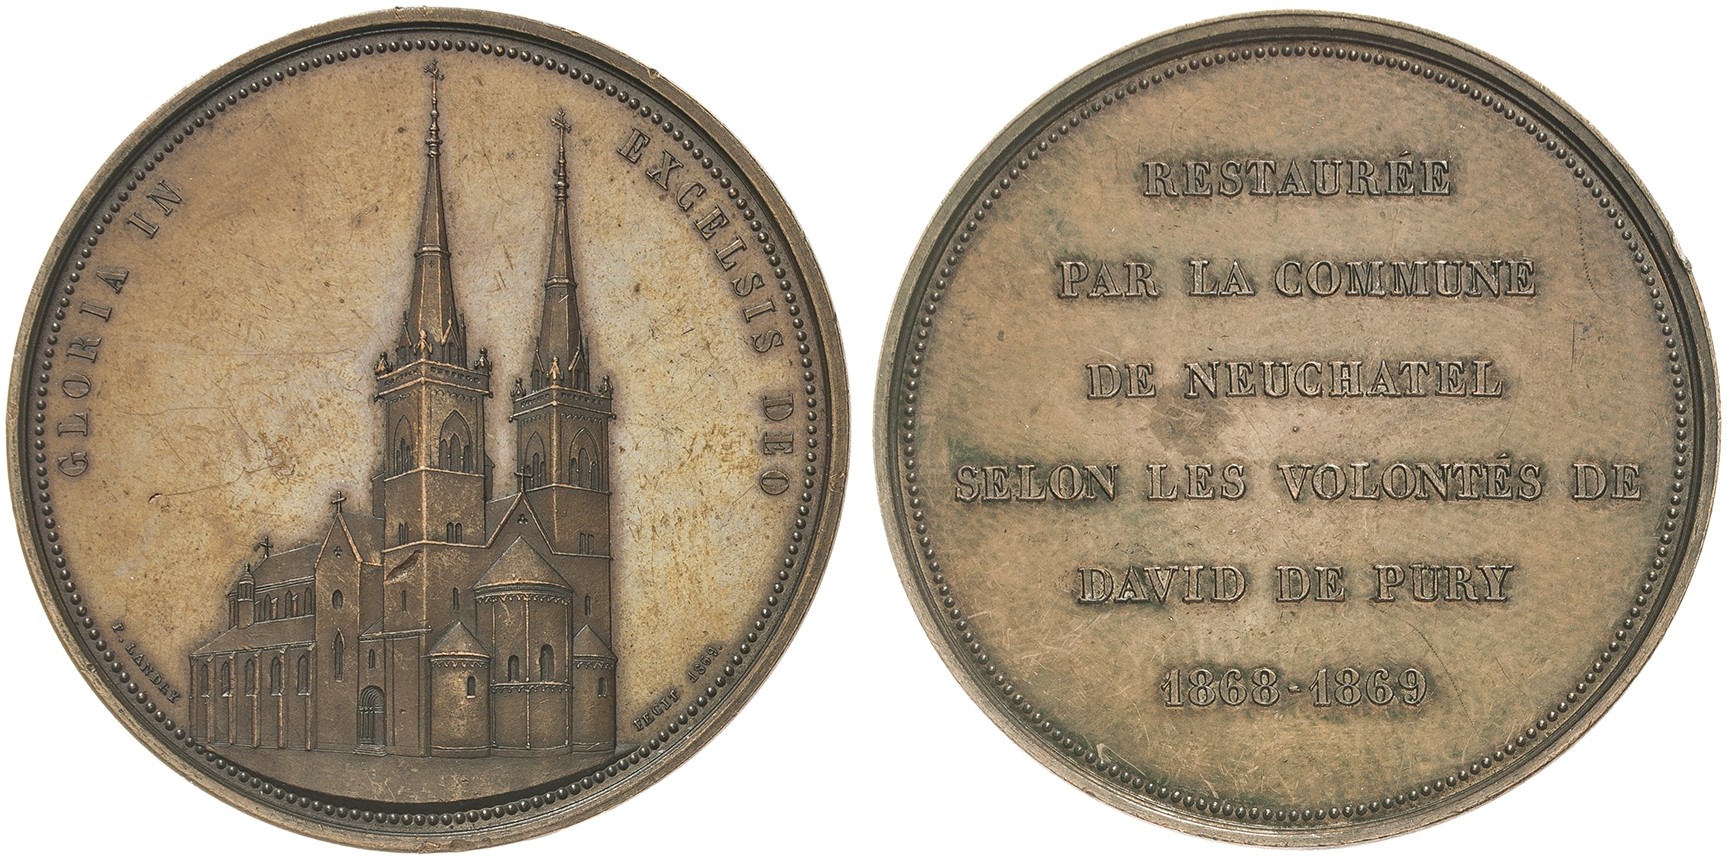 GLORIA IN EXCELSIS DEO
F. LANDRY
FECIT 1869.
RESTAURÉE
PAR LA COMMUNE
DE NEUCHATEL
SELON LES VOLONTÉS DE
DAVID DE PURY
1868-1869